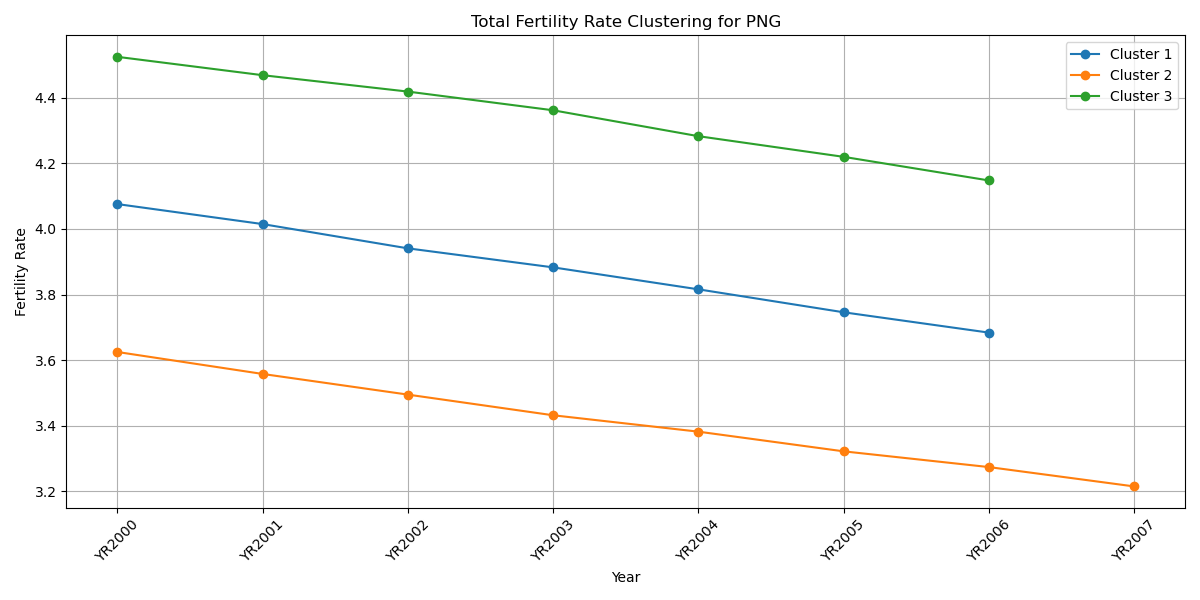 Total Fertility Rate Clustering for PNG
Cluster 1
Cluster 2
Cluster 3
Fertility Rate
4.4
4.2
4.0
3.8
3.6
3.4
3.2
YR2000
YR2001
YR2002
YR2003
YR2004
YR2005
YR2006
YR2007
Year